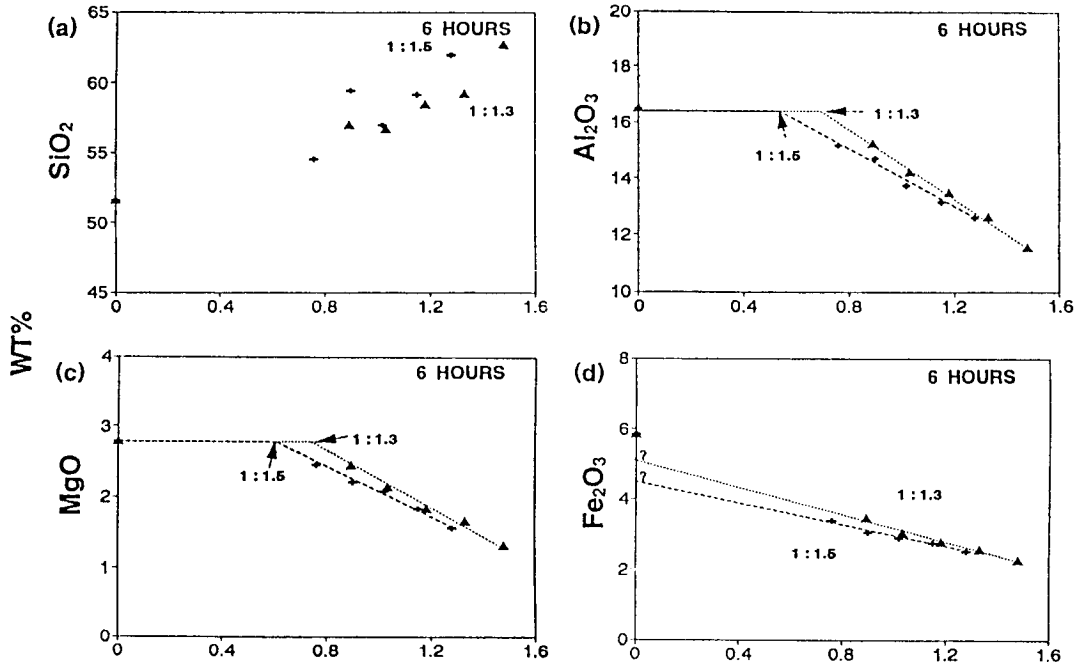 (a)
6 HOURS
1 : 1.5
1 : 1.3
SiO₂
65
60
55
50
45
0
0.4
0.8
1.2
1.6
(b)
6 HOURS
1 : 1.3
1 : 1.5
Al₂O₃
20
18
16
14
12
10
0
0.4
0.8
1.2
1.6
WT%
(c)
6 HOURS
1 : 1.3
1 : 1.5
MgO
4
3
2
1
0
0
0.4
0.8
1.2
1.6
(d)
6 HOURS
?
?
1 : 1.3
1 : 1.5
Fe₂O₃
8
6
4
2
0
0
0.4
0.8
1.2
1.6